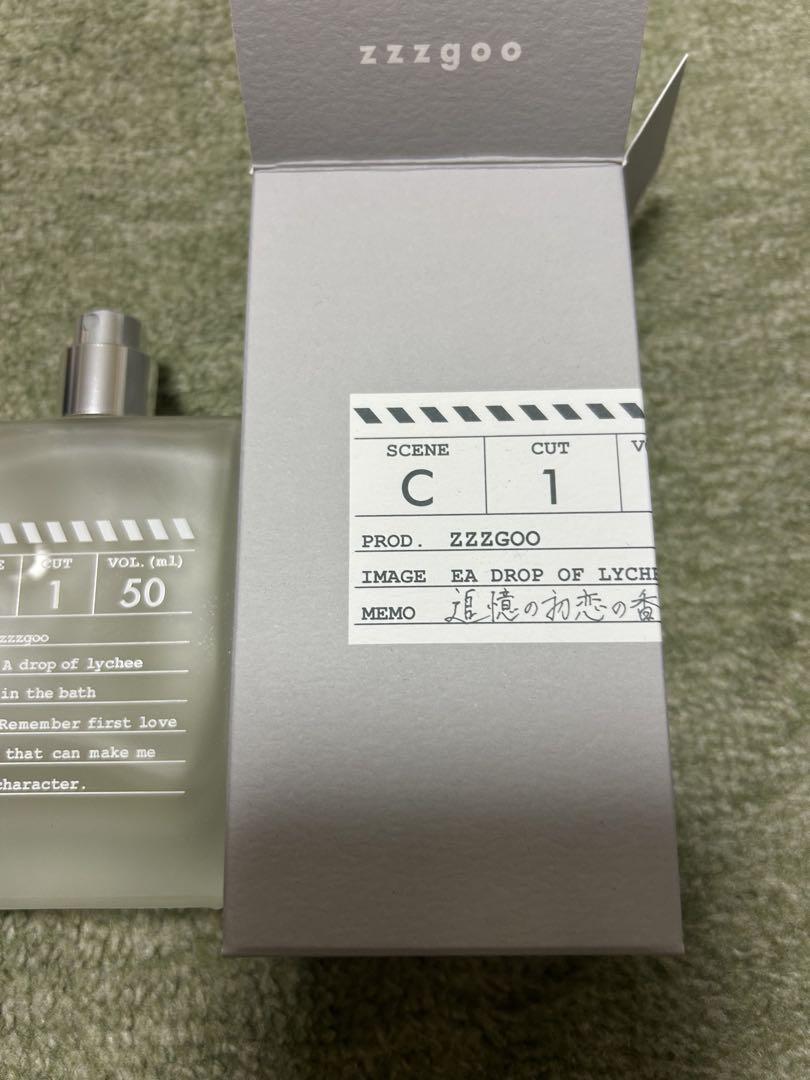 zzzgoo
SCENE CUT
C 1
PROD. ZZZGOO
IMAGE EA DROP OF LYCHE
MEMO 追憶の初恋の香
CUT VOL.(ml)
1 50
zzzgoo
A drop of lychee
in the bath
Remember first love
that can make me
character.